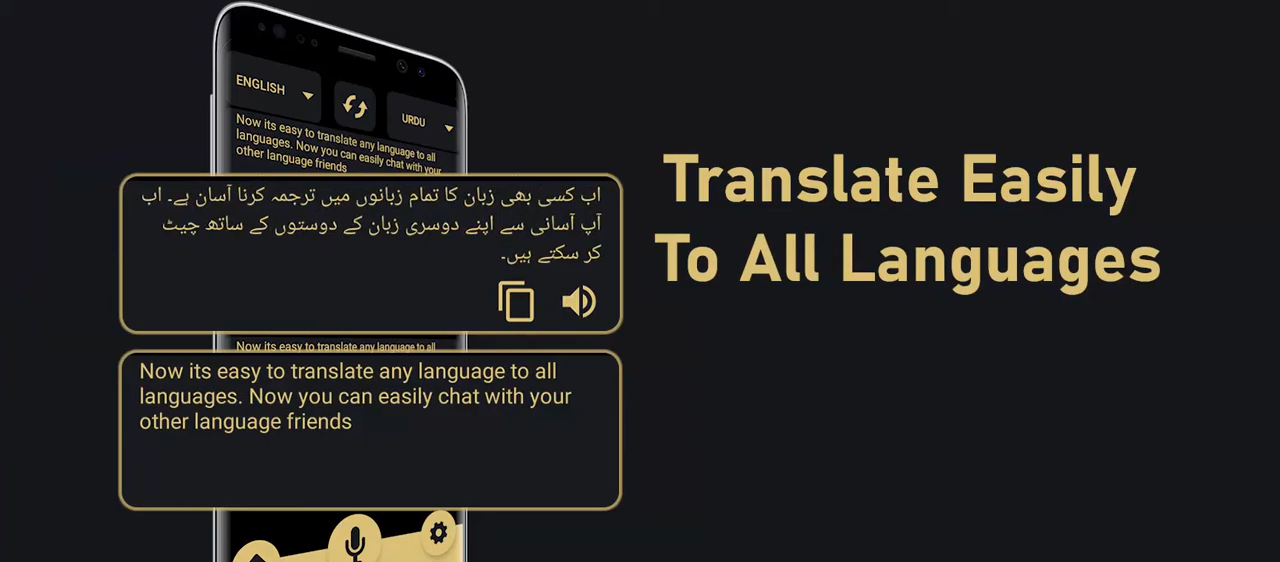 ENGLISH
URDU
Now its easy to translate any language to all
languages. Now you can easily chat with your
other language friends
اب کسی بھی زبان کا تمام زبانوں میں ترجمہ کرنا آسان ہے۔ اب
آپ آسانی سے اپنے دوسری زبان کے دوستوں کے ساتھ چیٹ
کر سکتے ہیں۔
Now its easy to translate any language to all
Now its easy to translate any language to all
languages. Now you can easily chat with your
other language friends
Translate Easily
To All Languages